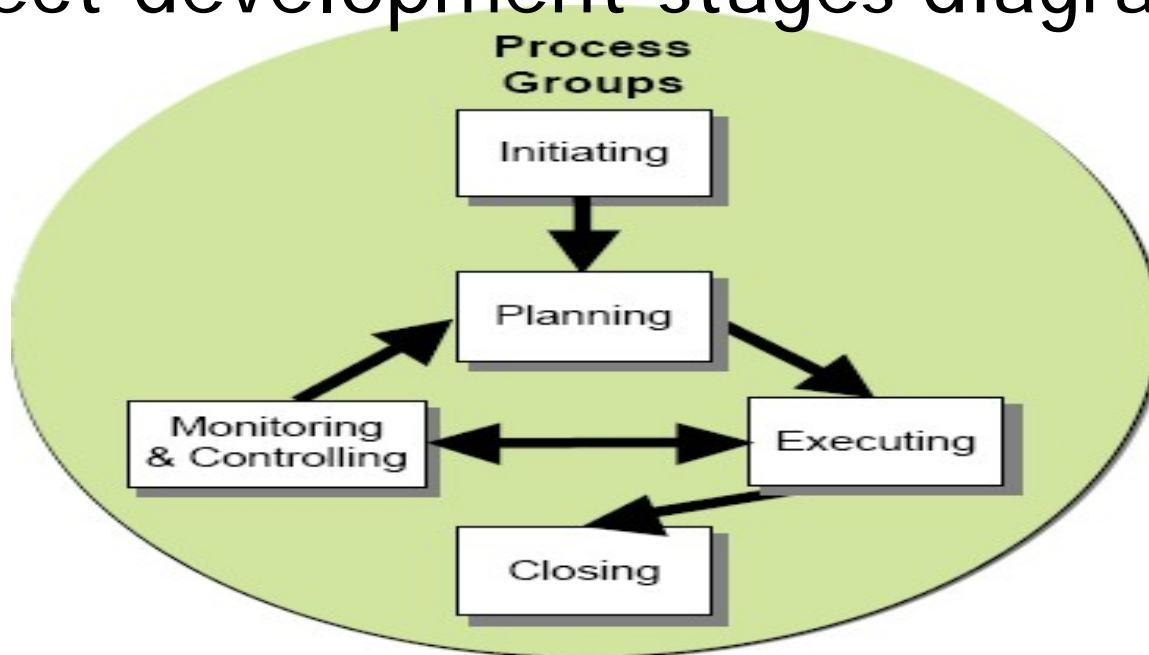 development stages
Process
Groups
Initiating
Planning
Monitoring
& Controlling
Executing
Closing